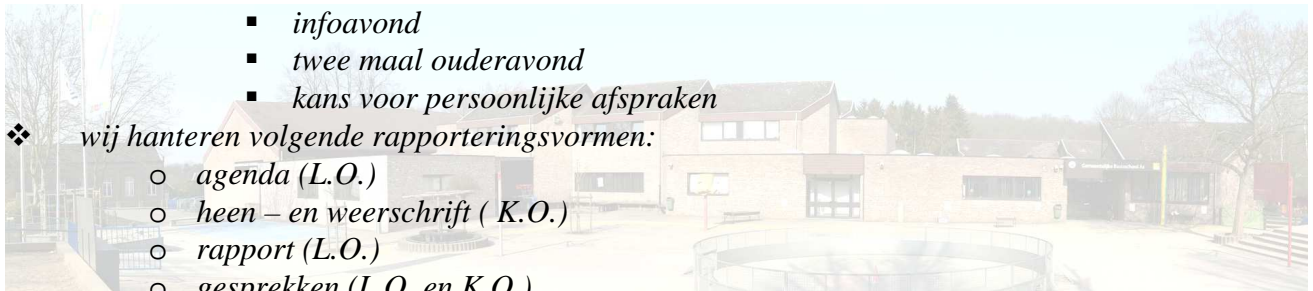 ▪ infoavond
▪ twee maal ouderavond
▪ kans voor persoonlijke afspraken
❖ wij hanteren volgende rapporteringsvormen:
o agenda (L.O.)
o heen – en weerschrift ( K.O.)
o rapport (L.O.)
o gesprekken (L.O. en K.O.)